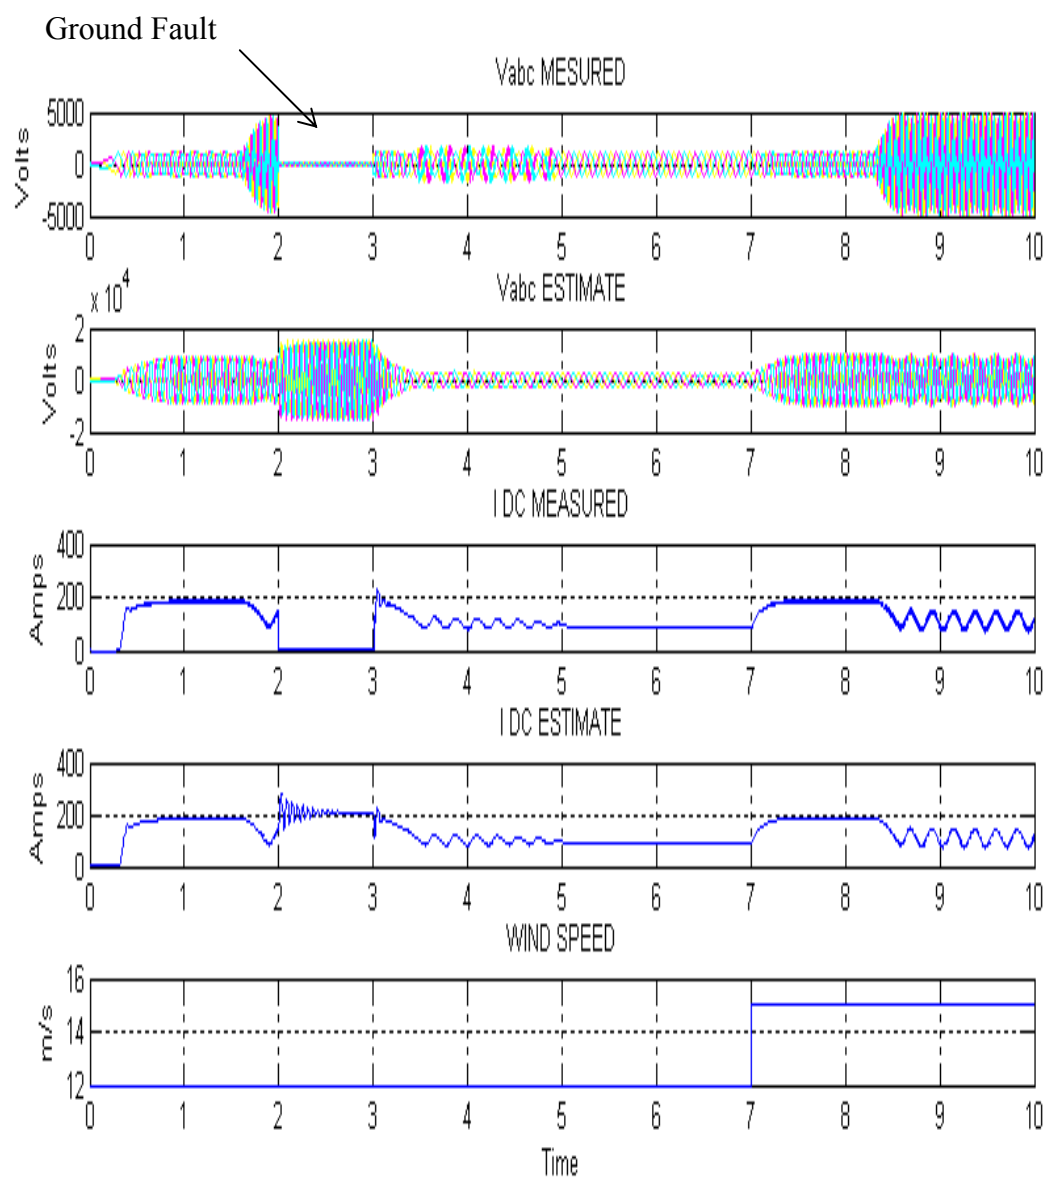 Ground Fault
Vabc MESURED
Volts
5000
0
-5000
0 1 2 3 4 5 6 7 8 9 10
x 10^4
Vabc ESTIMATE
Volts
2
0
-2
0 1 2 3 4 5 6 7 8 9 10
I DC MEASURED
Amps
400
200
0
0 1 2 3 4 5 6 7 8 9 10
I DC ESTIMATE
Amps
400
200
0
0 1 2 3 4 5 6 7 8 9 10
WIND SPEED
m/s
16
14
12
0 1 2 3 4 5 6 7 8 9 10
Time